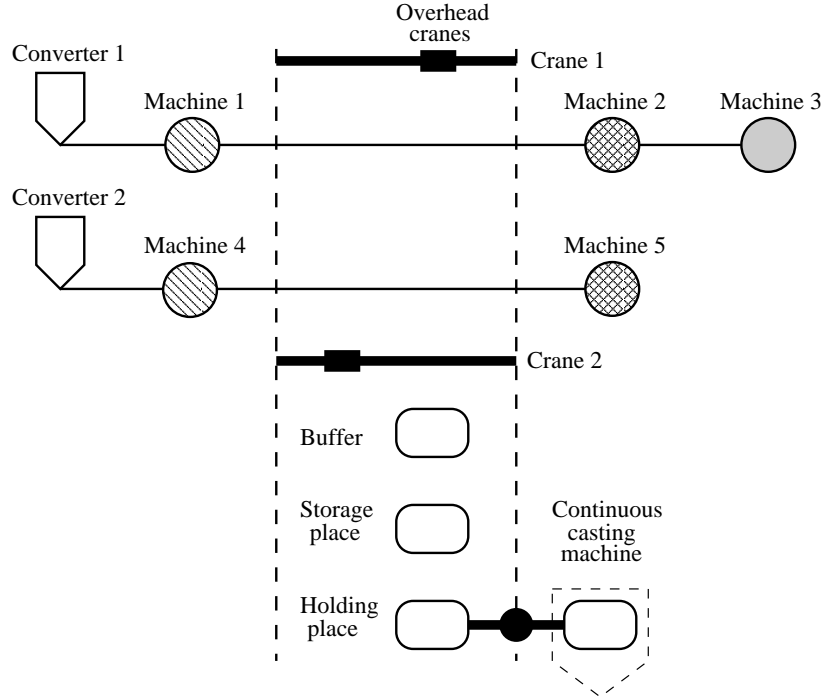 Overhead
cranes
Converter 1
Crane 1
Machine 1
Machine 2
Machine 3
Converter 2
Machine 4
Machine 5
Crane 2
Buffer
Storage
place
Continuous
casting
machine
Holding
place